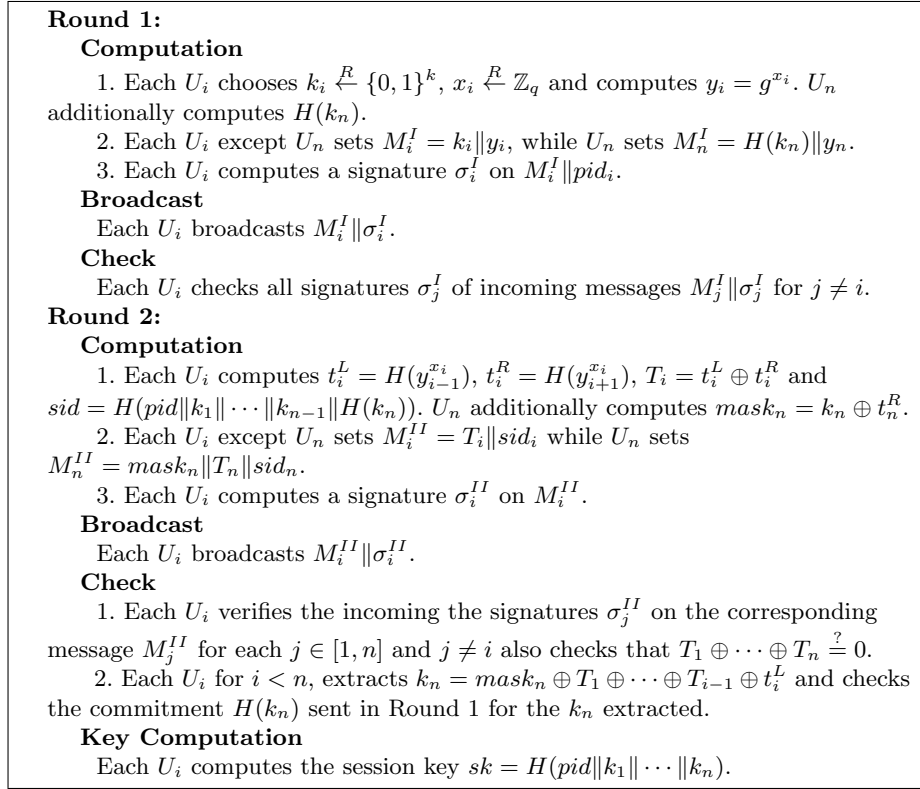 Round 1:
Computation
1. Each U_i chooses k_i \xleftarrow{R} {0, 1}^k, x_i \xleftarrow{R} ℤ_q and computes y_i = g^{x_i}. U_n
additionally computes H(k_n).
2. Each U_i except U_n sets M_i^I = k_i‖y_i, while U_n sets M_n^I = H(k_n)‖y_n.
3. Each U_i computes a signature σ_i^I on M_i^I‖pid_i.
Broadcast
Each U_i broadcasts M_i^I‖σ_i^I.
Check
Each U_i checks all signatures σ_j^I of incoming messages M_j^I‖σ_j^I for j ≠ i.
Round 2:
Computation
1. Each U_i computes t_i^L = H(y_{i−1}^{x_i}), t_i^R = H(y_{i+1}^{x_i}), T_i = t_i^L ⊕ t_i^R and
sid = H(pid‖k_1‖ ⋯ ‖k_{n−1}‖H(k_n)). U_n additionally computes mask_n = k_n ⊕ t_n^R.
2. Each U_i except U_n sets M_i^{II} = T_i‖sid_i while U_n sets
M_n^{II} = mask_n‖T_n‖sid_n.
3. Each U_i computes a signature σ_i^{II} on M_i^{II}.
Broadcast
Each U_i broadcasts M_i^{II}‖σ_i^{II}.
Check
1. Each U_i verifies the incoming the signatures σ_j^{II} on the corresponding
message M_j^{II} for each j ∈ [1, n] and j ≠ i also checks that T_1 ⊕ ⋯ ⊕ T_n \stackrel{?}{=} 0.
2. Each U_i for i < n, extracts k_n = mask_n ⊕ T_1 ⊕ ⋯ ⊕ T_{i−1} ⊕ t_i^L and checks
the commitment H(k_n) sent in Round 1 for the k_n extracted.
Key Computation
Each U_i computes the session key sk = H(pid‖k_1‖ ⋯ ‖k_n).